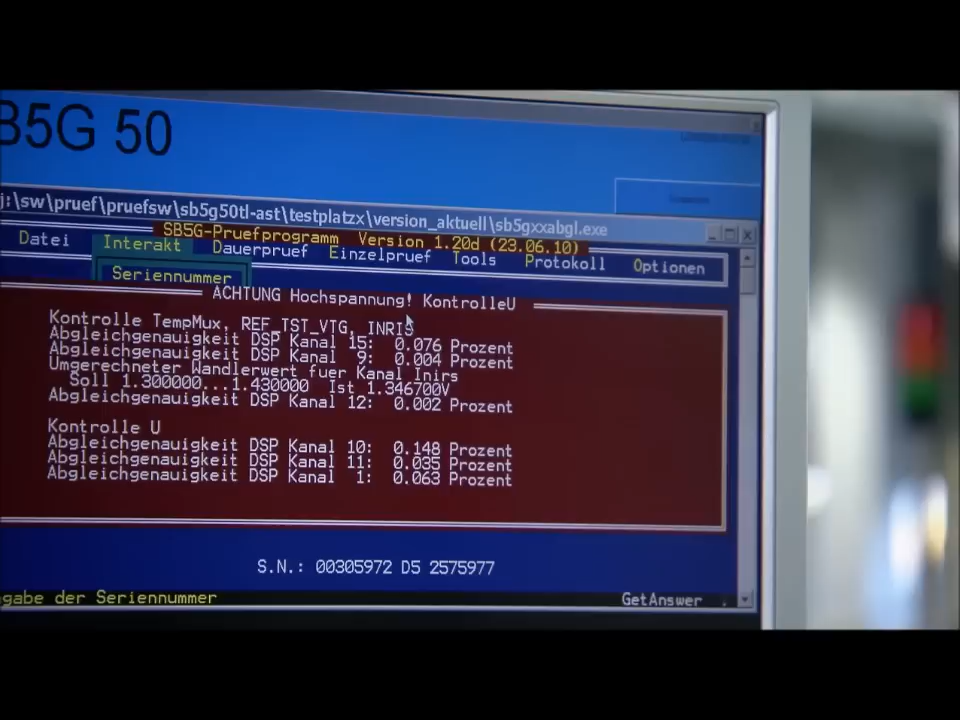 B5G 50
j:\sw\pruef\pruefsw\sb5g50tl-ast\testplatzx\version_aktuell\sb5gxxabgl.exe
SB5G-Pruefprogramm Version 1.20d (23.06.10)
Datei Interakt Dauerpruef Einzelpruef Tools Protokoll Optionen
Seriennummer
ACHTUNG Hochspannung! KontrolleU
Kontrolle TempMux, REF_TST_VTG, INRIS
Abgleichgenauigkeit DSP Kanal 15: 0.076 Prozent
Abgleichgenauigkeit DSP Kanal 9: 0.004 Prozent
Umgerechneter Wandlerwert fuer Kanal Inirs
Soll 1.300000...1.430000 Ist 1.346700V
Abgleichgenauigkeit DSP Kanal 12: 0.002 Prozent
Kontrolle U
Abgleichgenauigkeit DSP Kanal 10: 0.148 Prozent
Abgleichgenauigkeit DSP Kanal 11: 0.035 Prozent
Abgleichgenauigkeit DSP Kanal 1: 0.063 Prozent
S.N.: 00305972 D5 2575977
gabe der Seriennummer GetAnswer .